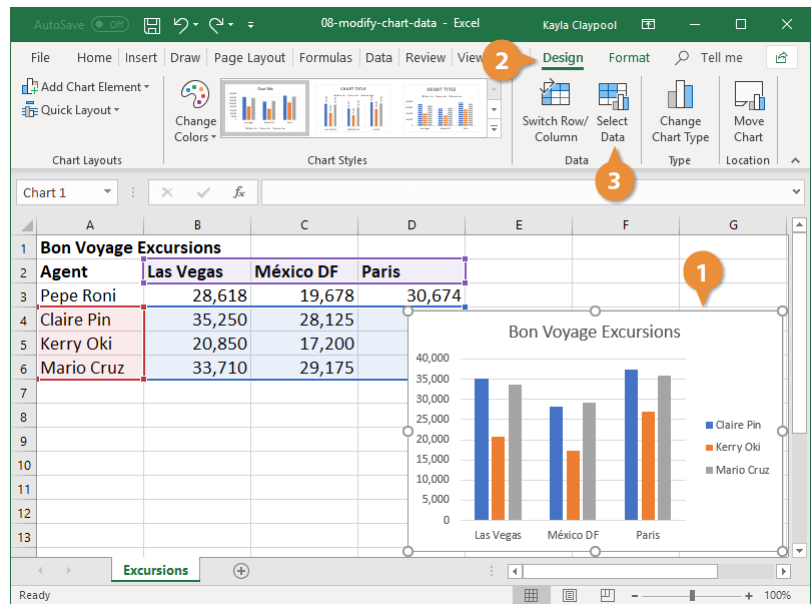 AutoSave Off 08-modify-chart-data - Excel Kayla Claypool
File Home Insert Draw Page Layout Formulas Data Review View 2 Design Format Tell me
Add Chart Element
Quick Layout
Change
Colors
Switch Row/
Column
Select
Data
Change
Chart Type
Move
Chart
Chart Layouts Chart Styles Data Type Location
3
Chart 1 fx
A B C D E F G
1 Bon Voyage Excursions
2 Agent Las Vegas México DF Paris
1
3 Pepe Roni 28,618 19,678 30,674
4 Claire Pin 35,250 28,125
5 Kerry Oki 20,850 17,200
6 Mario Cruz 33,710 29,175
7
8
9
10
11
12
13
Bon Voyage Excursions
40,000
35,000
30,000
25,000
20,000
15,000
10,000
5,000
0
Las Vegas México DF Paris
Claire Pin
Kerry Oki
Mario Cruz
Excursions
Ready 100%